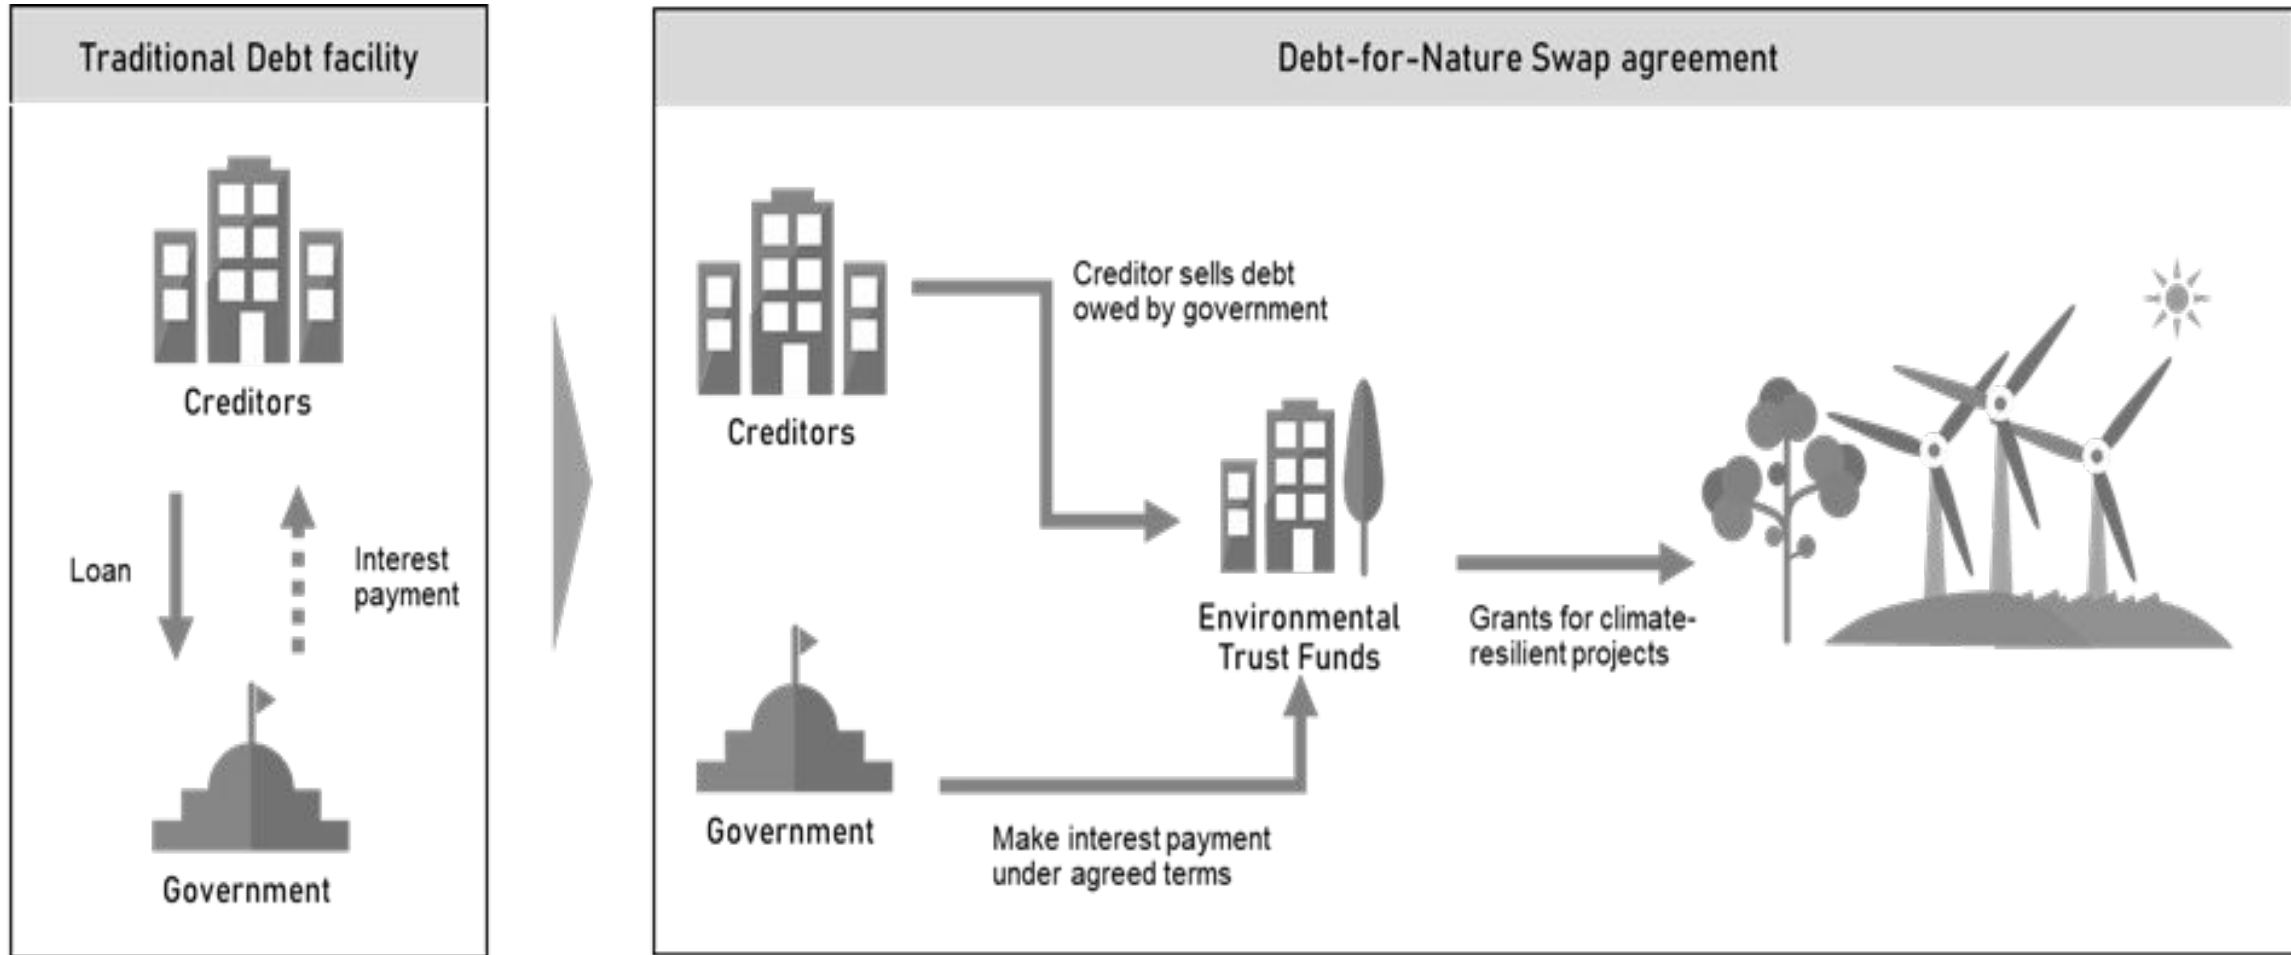 Traditional Debt facility
Creditors
Loan
Interest
payment
Government
Debt-for-Nature Swap agreement
Creditors
Creditor sells debt
owed by government
Environmental
Trust Funds
Grants for climate-
resilient projects
Government
Make interest payment
under agreed terms